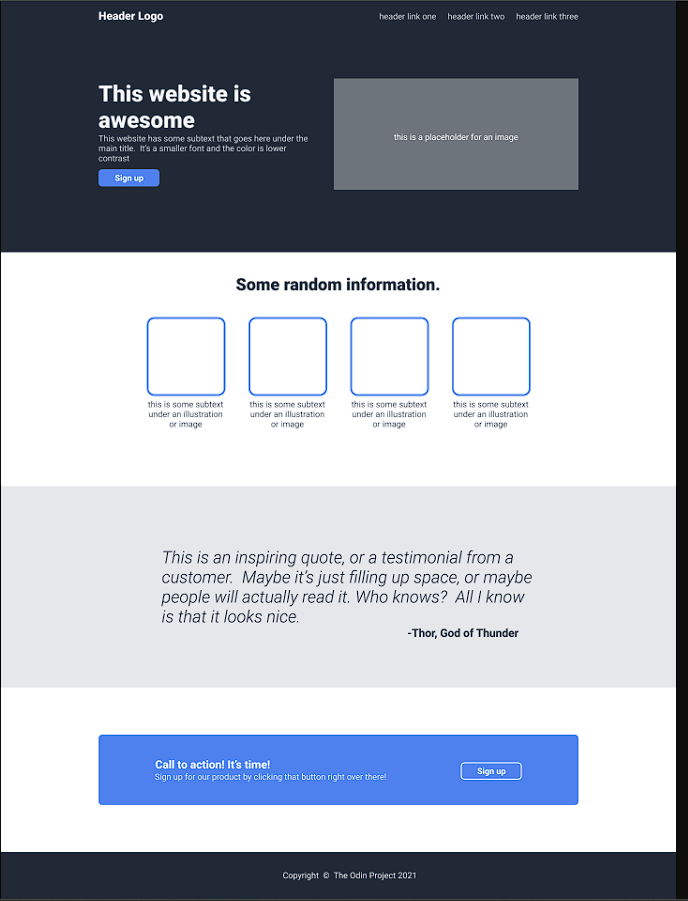 Header Logo
header link one
header link two
header link three
This website is
awesome
This website has some subtext that goes here under the
main title.  It's a smaller font and the color is lower
contrast
Sign up
this is a placeholder for an image
Some random information.
this is some subtext
under an illustration
or image
this is some subtext
under an illustration
or image
this is some subtext
under an illustration
or image
this is some subtext
under an illustration
or image
This is an inspiring quote, or a testimonial from a
customer.  Maybe it's just filling up space, or maybe
people will actually read it. Who knows?  All I know
is that it looks nice.
-Thor, God of Thunder
Call to action! It's time!
Sign up for our product by clicking that button right over there!
Sign up
Copyright © The Odin Project 2021